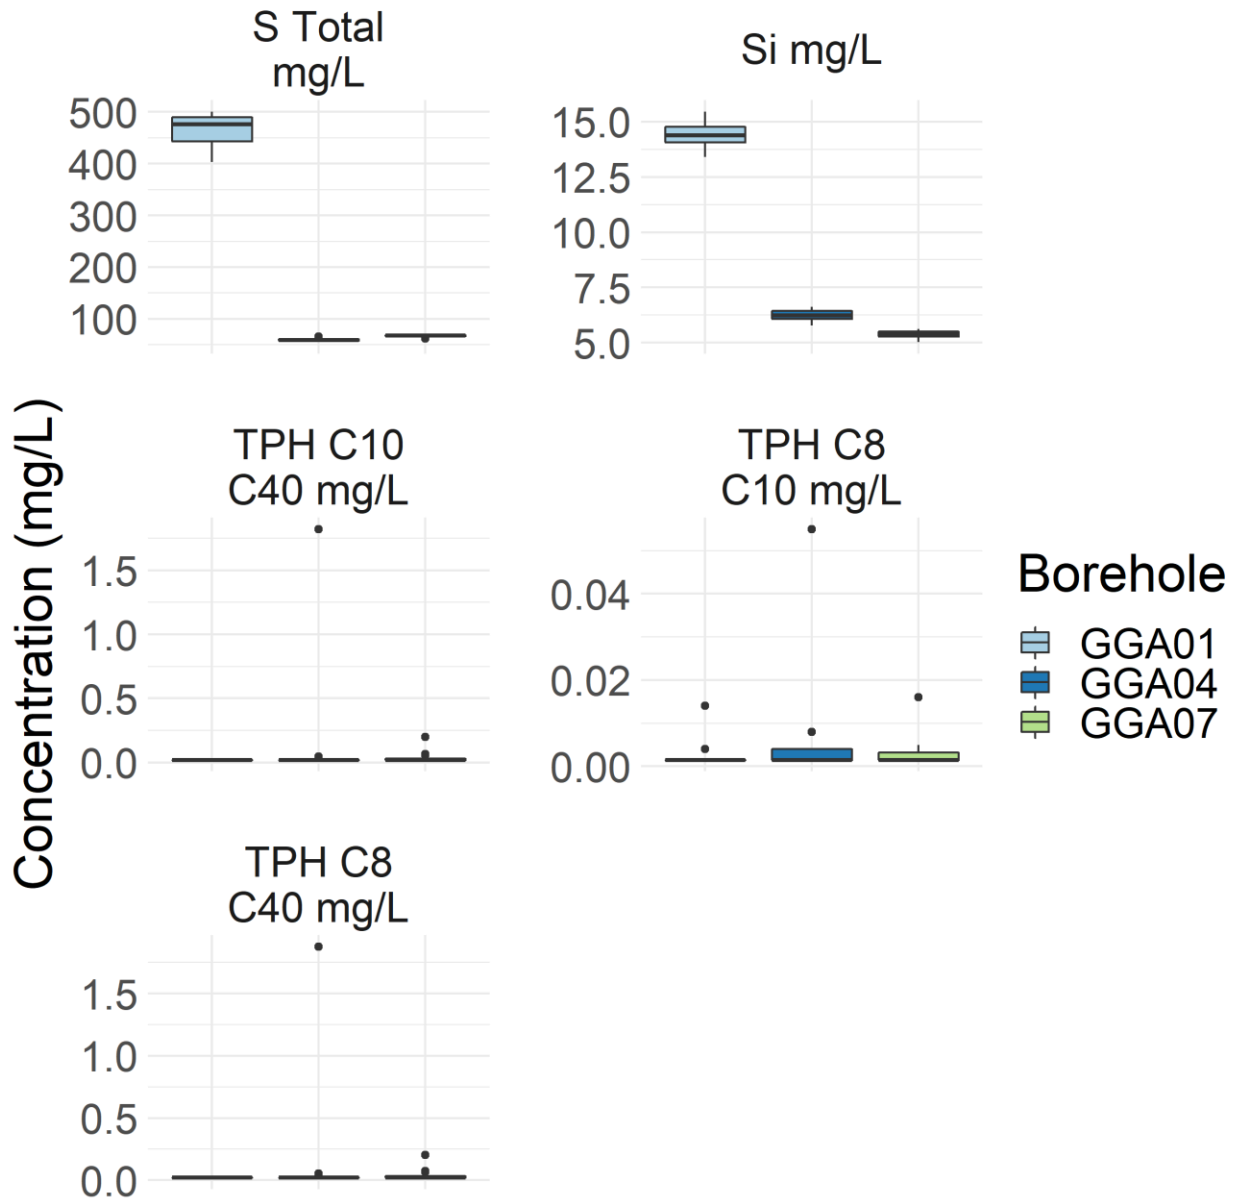 S Total
mg/L
500
400
300
200
100
Si mg/L
15.0
12.5
10.0
7.5
5.0
Concentration (mg/L)
TPH C10
C40 mg/L
1.5
1.0
0.5
0.0
TPH C8
C10 mg/L
0.04
0.02
0.00
Borehole
GGA01
GGA04
GGA07
TPH C8
C40 mg/L
1.5
1.0
0.5
0.0